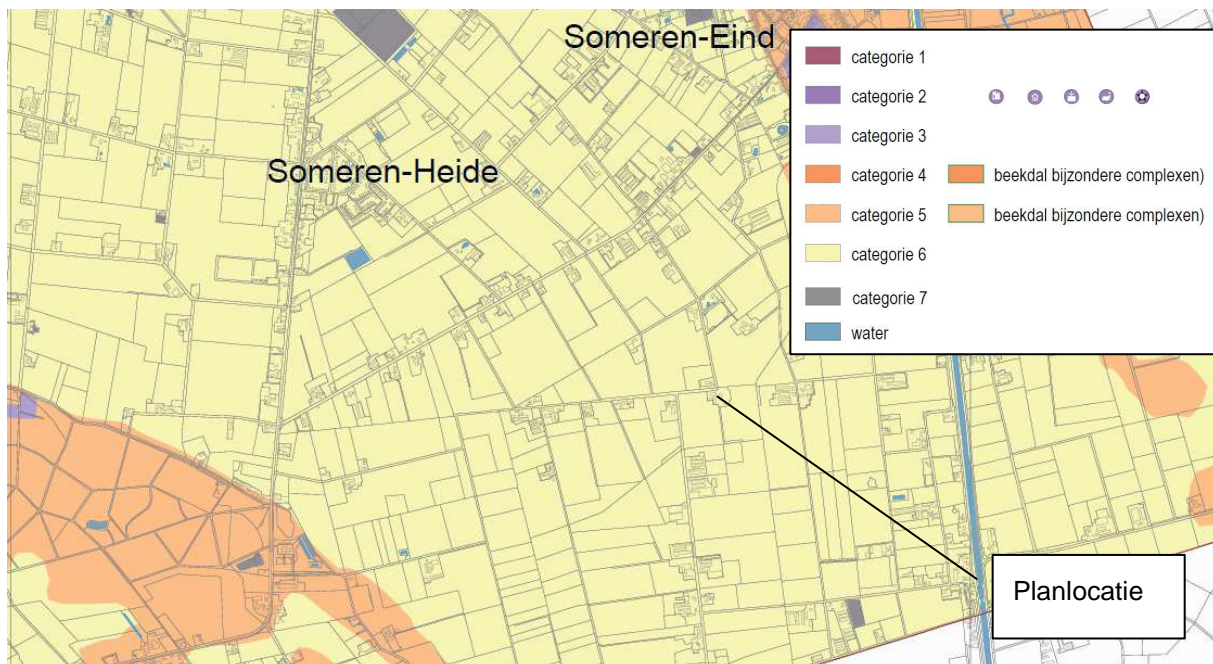 Someren-Eind
Someren-Heide
categorie 1
categorie 2
categorie 3
categorie 4 beekdal bijzondere complexen)
categorie 5 beekdal bijzondere complexen)
categorie 6
categorie 7
water
Planlocatie